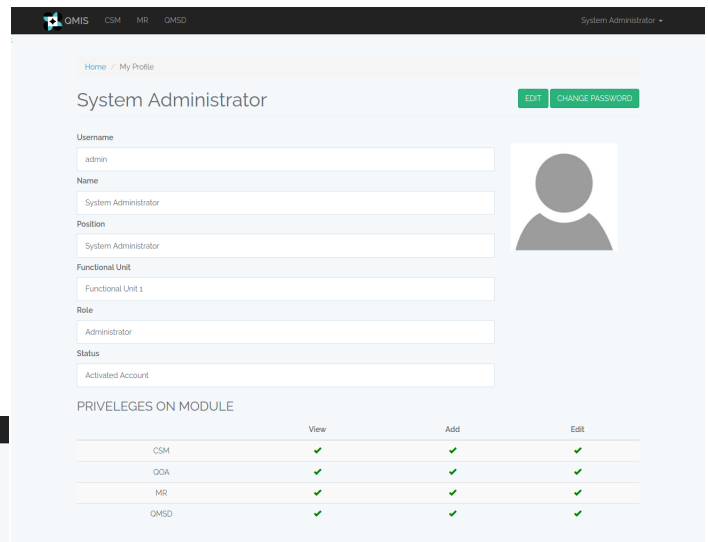 QMIS CSM MR QMSD System Administrator
Home / My Profile
System Administrator EDIT CHANGE PASSWORD
Username
admin
Name
System Administrator
Position
System Administrator
Functional Unit
Functional Unit 1
Role
Administrator
Status
Activated Account
PRIVELEGES ON MODULE
View Add Edit
CSM
QOA
MR
QMSD